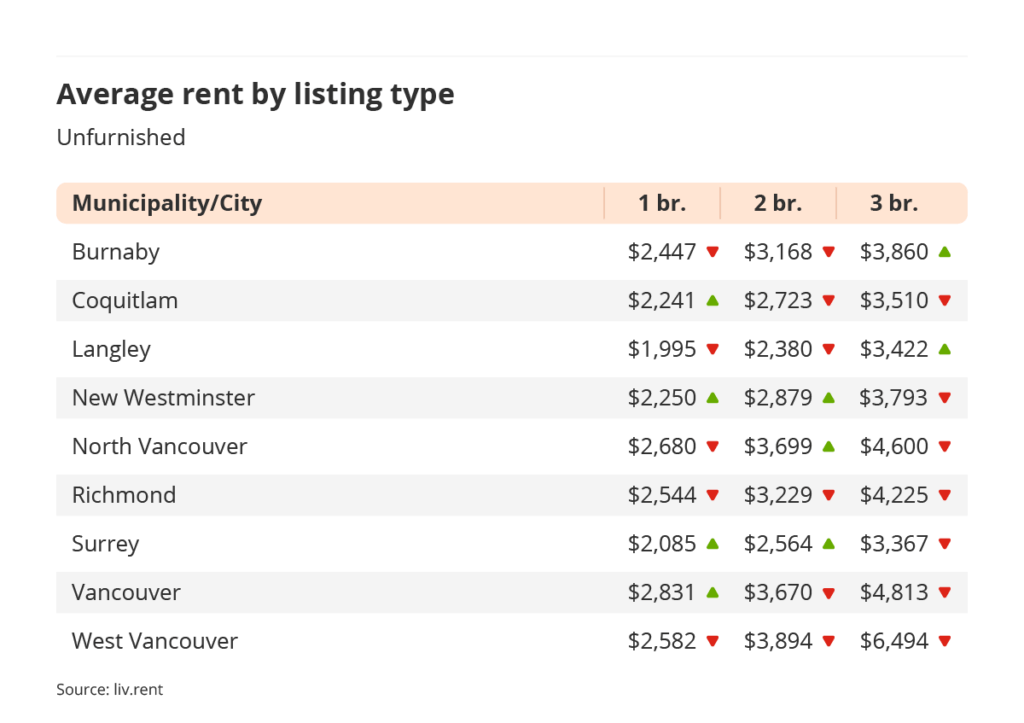 Average rent by listing type
Unfurnished
Municipality/City 1 br. 2 br. 3 br.
Burnaby $2,447 $3,168 $3,860
Coquitlam $2,241 $2,723 $3,510
Langley $1,995 $2,380 $3,422
New Westminster $2,250 $2,879 $3,793
North Vancouver $2,680 $3,699 $4,600
Richmond $2,544 $3,229 $4,225
Surrey $2,085 $2,564 $3,367
Vancouver $2,831 $3,670 $4,813
West Vancouver $2,582 $3,894 $6,494
Source: liv.rent